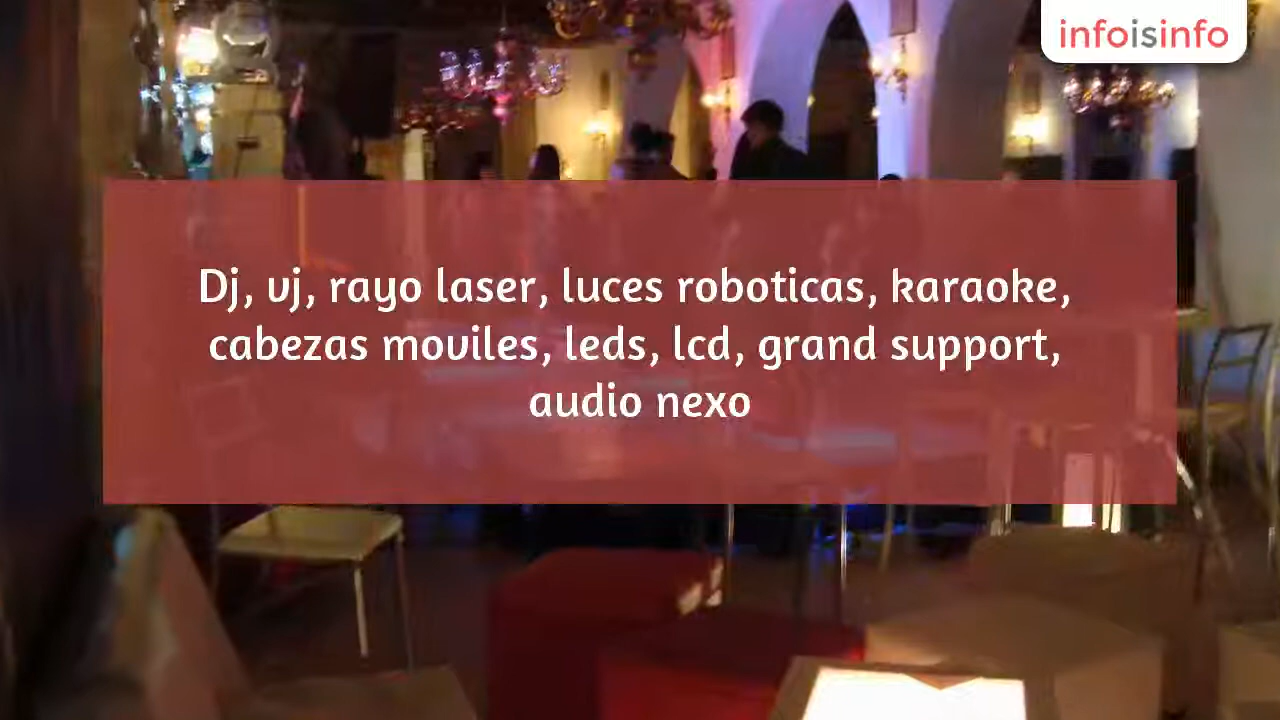 infoisinfo
Dj, vj, rayo laser, luces roboticas, karaoke,
cabezas moviles, leds, lcd, grand support,
audio nexo